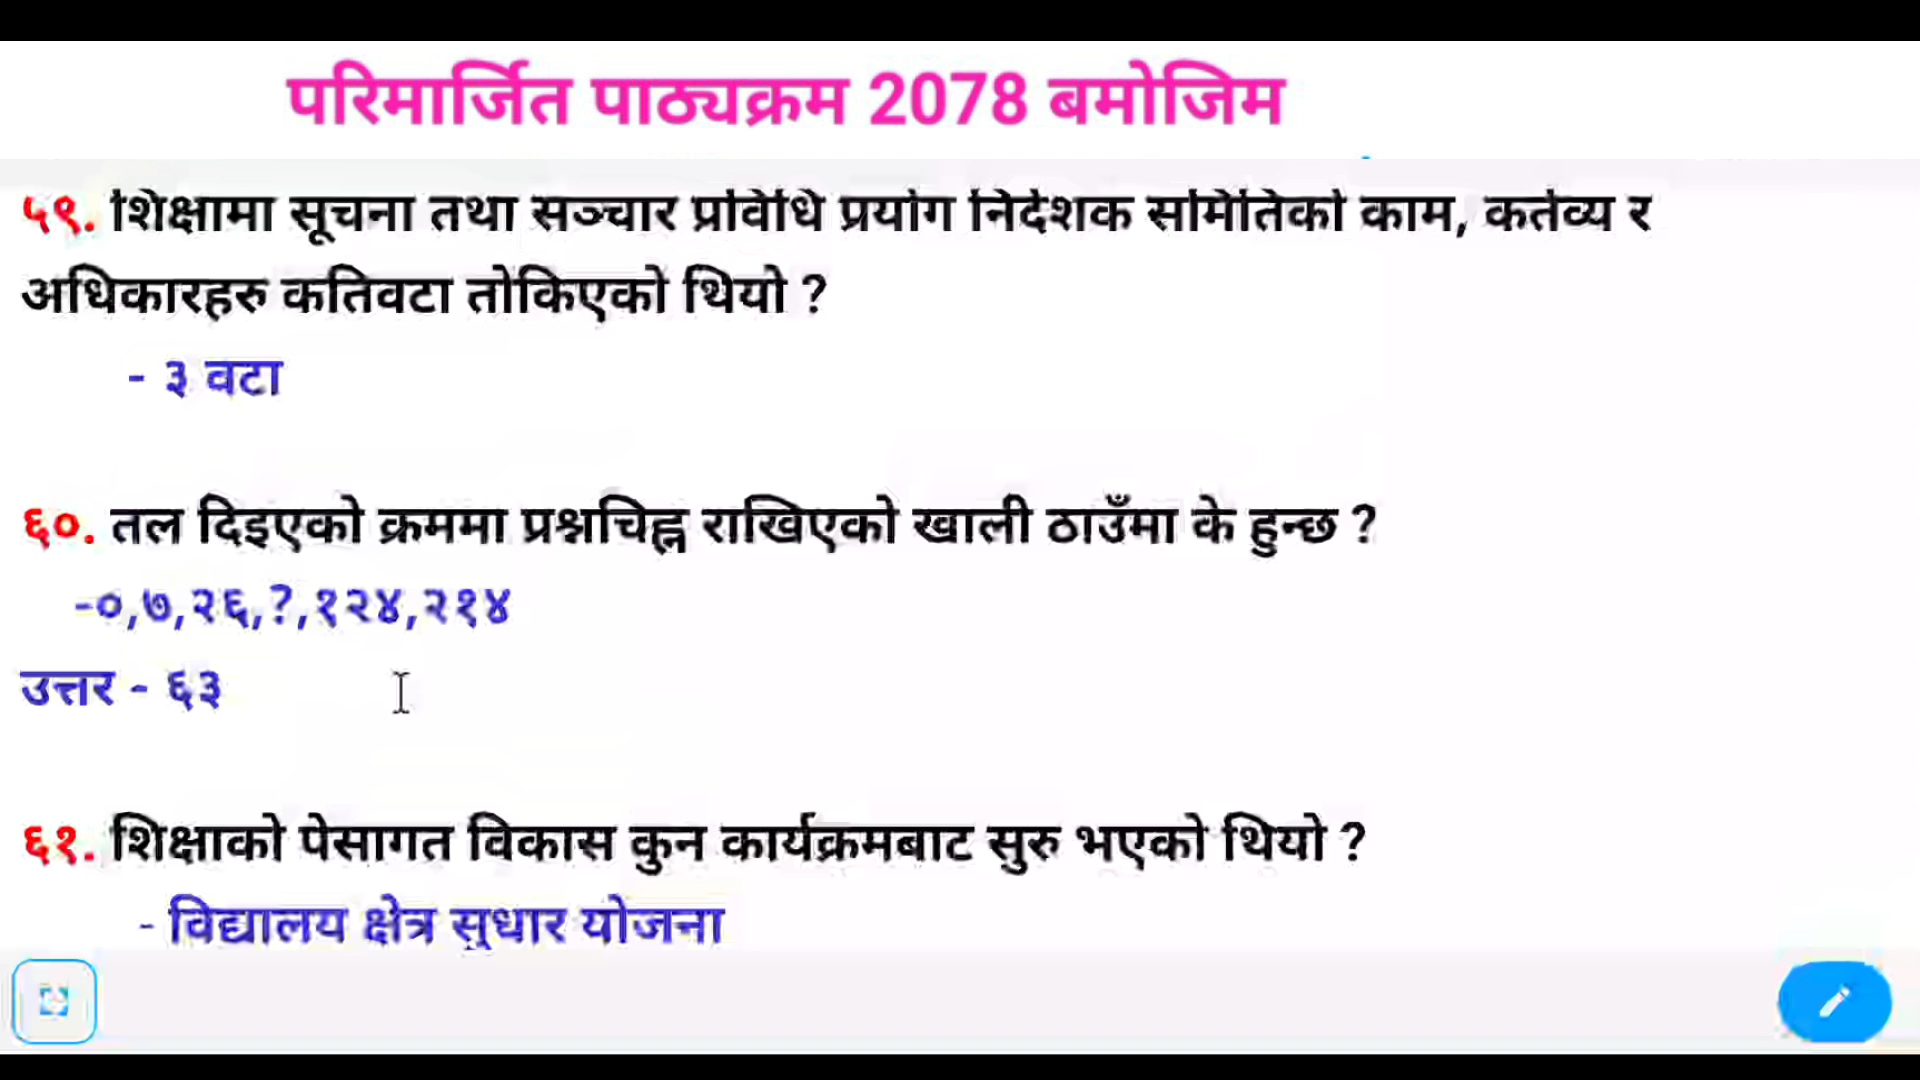 परिमार्जित पाठ्यक्रम 2078 बमोजिम
५९. शिक्षामा सूचना तथा सञ्चार प्रविधि प्रयोग निर्देशक समितिको काम, कर्तव्य र
अधिकारहरु कतिवटा तोकिएको थियो ?
- ३ वटा
६०. तल दिइएको क्रममा प्रश्नचिह्न राखिएको खाली ठाउँमा के हुन्छ ?
-०,७,२६,?,१२४,२१४
उत्तर - ६३
६१. शिक्षाको पेसागत विकास कुन कार्यक्रमबाट सुरु भएको थियो ?
- विद्यालय क्षेत्र सुधार योजना